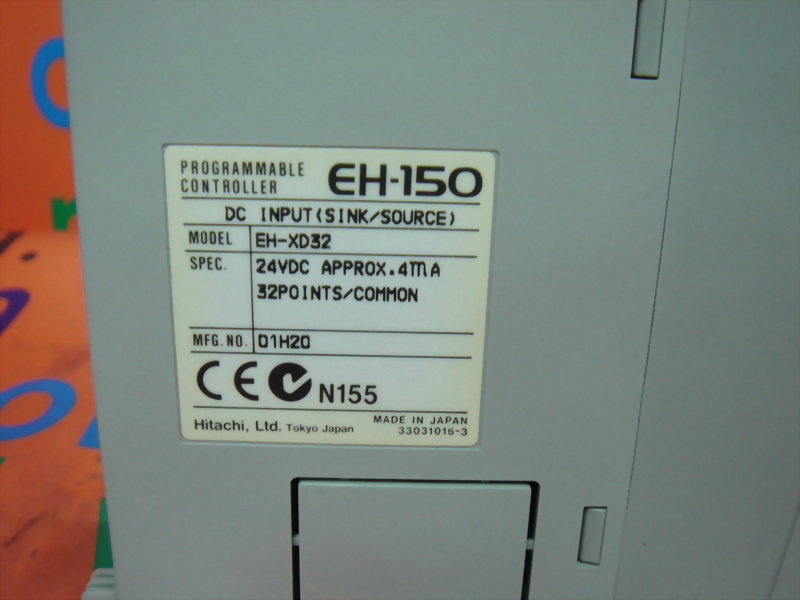 PROGRAMMABLE
CONTROLLER EH-150
DC INPUT(SINK/SOURCE)
MODEL EH-XD32
SPEC. 24VDC APPROX.4mA
32POINTS/COMMON
MFG.NO. 01H20
CE N155
Hitachi, Ltd. Tokyo Japan
MADE IN JAPAN
33031015-3